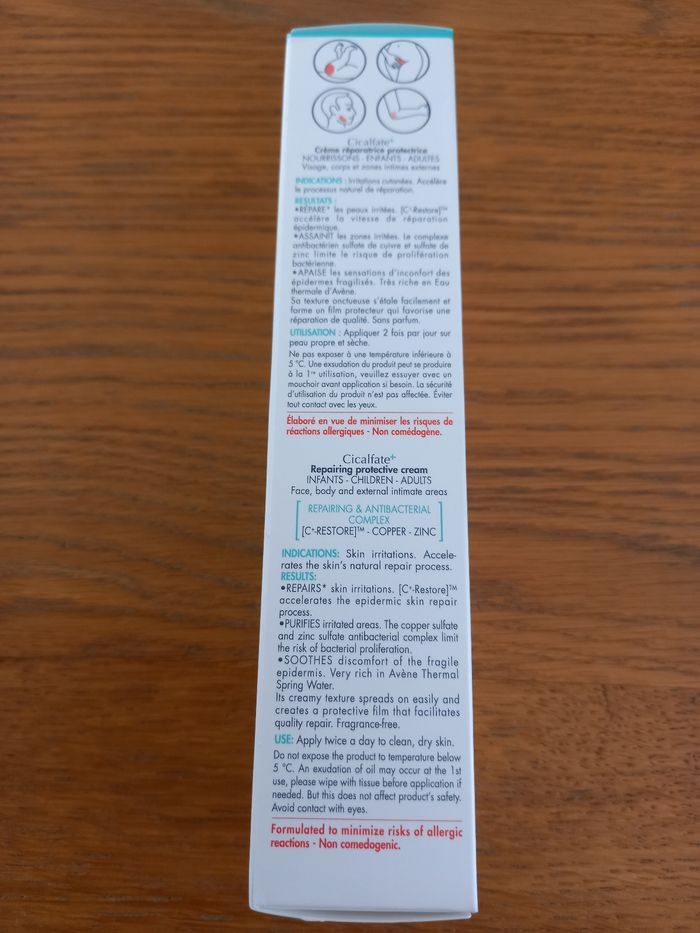 Cicalfate+
Crème réparatrice protectrice
NOURRISSONS - ENFANTS - ADULTES
Visage, corps et zones intimes externes
INDICATIONS : Irritations cutanées. Accélère
le processus naturel de réparation.
RESULTATS :
•RÉPARE* les peaux irritées. [C+-Restore]™
accélère la vitesse de réparation
épidermique.
•ASSAINIT les zones irritées. Le complexe
antibactérien sulfate de cuivre et sulfate de
zinc limite le risque de prolifération
bactérienne.
•APAISE les sensations d'inconfort des
épidermes fragilisés. Très riche en Eau
thermale d'Avène.
Sa texture onctueuse s'étale facilement et
forme un film protecteur qui favorise une
réparation de qualité. Sans parfum.
UTILISATION : Appliquer 2 fois par jour sur
peau propre et sèche.
Ne pas exposer à une température inférieure à
5 °C. Une exsudation du produit peut se produire
à la 1ère utilisation, veuillez essuyer avec un
mouchoir avant application si besoin. La sécurité
d'utilisation du produit n'est pas affectée. Éviter
tout contact avec les yeux.
Élaboré en vue de minimiser les risques de
réactions allergiques - Non comédogène.
Cicalfate+
Repairing protective cream
INFANTS - CHILDREN - ADULTS
Face, body and external intimate areas
REPAIRING & ANTIBACTERIAL
COMPLEX
[C+-RESTORE]™ - COPPER - ZINC
INDICATIONS: Skin irritations. Accele-
rates the skin's natural repair process.
RESULTS:
•REPAIRS* skin irritations. [C+-Restore]™
accelerates the epidermic skin repair
process.
•PURIFIES irritated areas. The copper sulfate
and zinc sulfate antibacterial complex limit
the risk of bacterial proliferation.
•SOOTHES discomfort of the fragile
epidermis. Very rich in Avène Thermal
Spring Water.
Its creamy texture spreads on easily and
creates a protective film that facilitates
quality repair. Fragrance-free.
USE: Apply twice a day to clean, dry skin.
Do not expose the product to temperature below
5 °C. An exudation of oil may occur at the 1st
use, please wipe with tissue before application if
needed. But this does not affect product's safety.
Avoid contact with eyes.
Formulated to minimize risks of allergic
reactions - Non comedogenic.